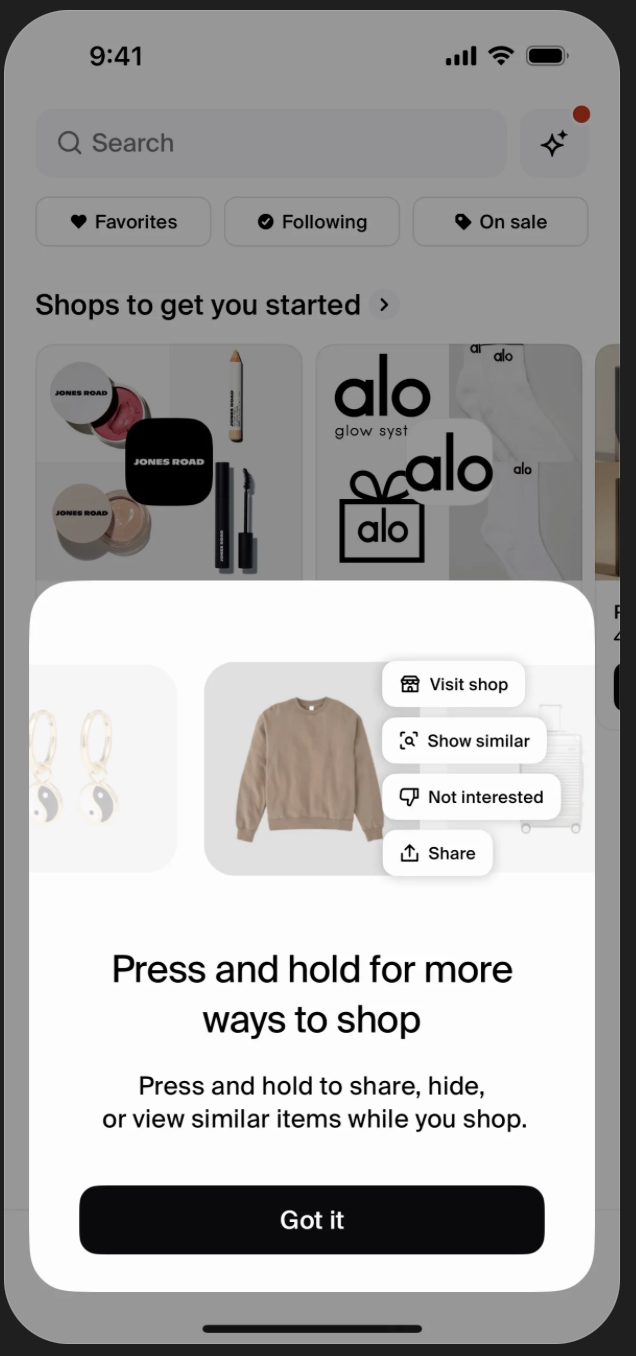 9:41
Search
Favorites
Following
On sale
Shops to get you started
JONES ROAD
JONES ROAD
JONES ROAD
JONES ROAD
JONES ROAD
alo
glow syst
alo
alo
alo
alo
Visit shop
Show similar
Not interested
Share
Press and hold for more
ways to shop
Press and hold to share, hide,
or view similar items while you shop.
Got it